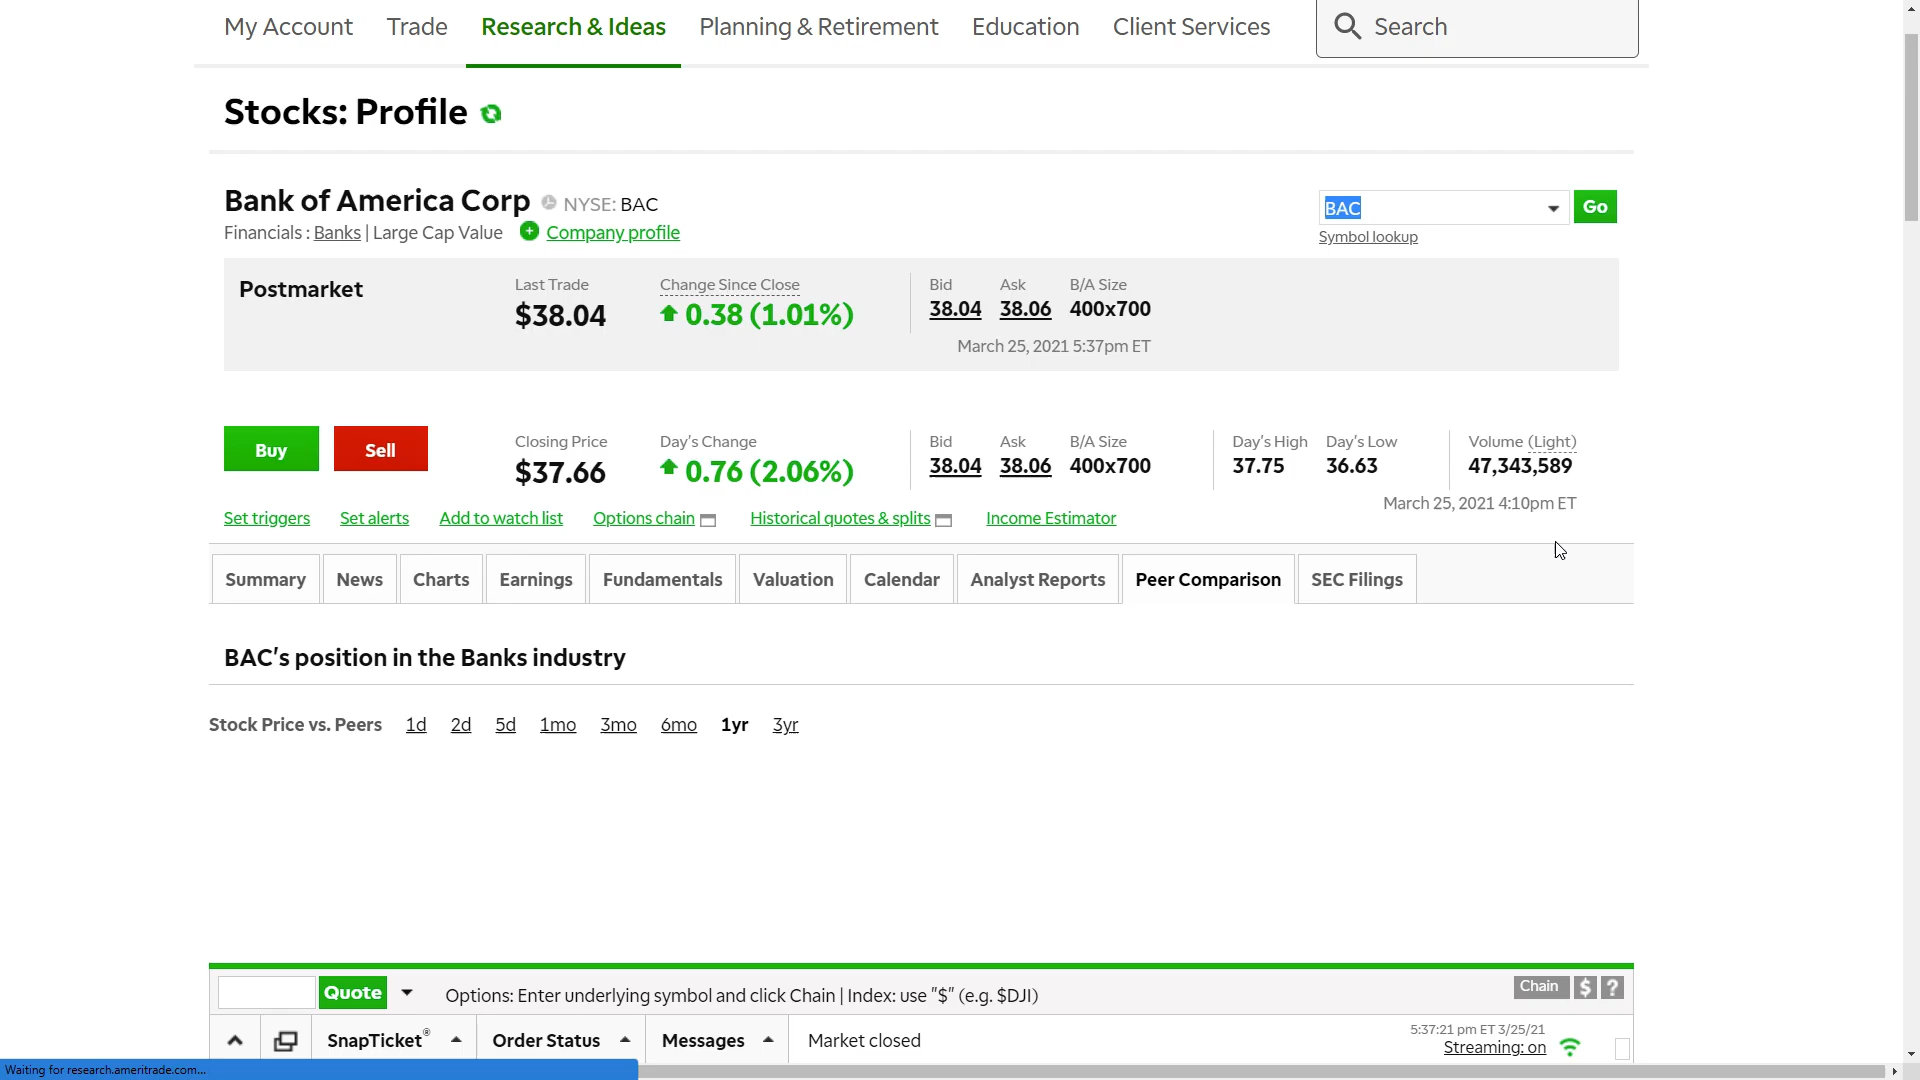 My Account Trade Research & Ideas Planning & Retirement Education Client Services Search
Stocks: Profile
Bank of America Corp NYSE: BAC
BAC Go
Financials : Banks | Large Cap Value Company profile
Symbol lookup
Postmarket
Last Trade Change Since Close Bid Ask B/A Size
$38.04 0.38 (1.01%) 38.04 38.06 400x700
March 25, 2021 5:37pm ET
Buy Sell
Closing Price Day's Change Bid Ask B/A Size Day's High Day's Low Volume (Light)
$37.66 0.76 (2.06%) 38.04 38.06 400x700 37.75 36.63 47,343,589
March 25, 2021 4:10pm ET
Set triggers Set alerts Add to watch list Options chain Historical quotes & splits Income Estimator
Summary News Charts Earnings Fundamentals Valuation Calendar Analyst Reports Peer Comparison SEC Filings
BAC's position in the Banks industry
Stock Price vs. Peers 1d 2d 5d 1mo 3mo 6mo 1yr 3yr
Quote Options: Enter underlying symbol and click Chain | Index: use "$" (e.g. $DJI) Chain $ ?
SnapTicket® Order Status Messages Market closed
5:37:21 pm ET 3/25/21
Streaming: on
Waiting for research.ameritrade.com...